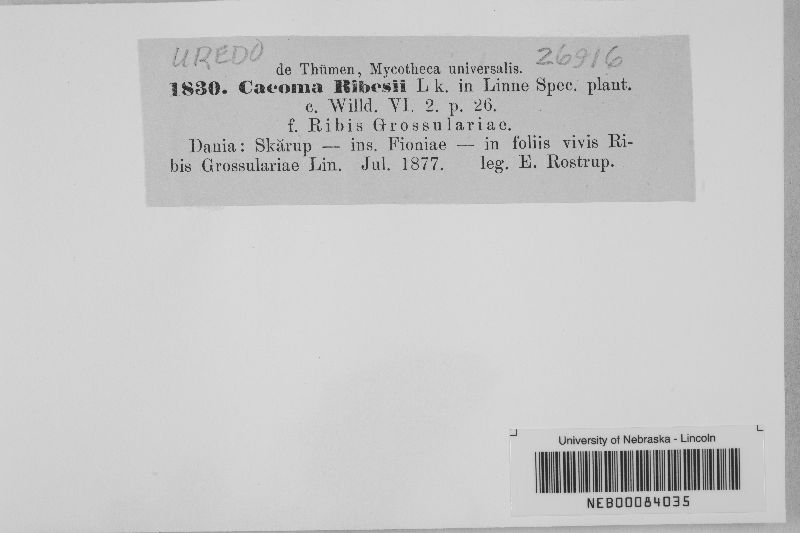 UREDO 26916
de Thümen, Mycotheca universalis.
1830. Caeoma Ribesii Lk. in Linne Spec. plant.
c. Willd. VI. 2. p. 26.
f. Ribis Grossulariae.
Dania: Skårup — ins. Fioniae — in foliis vivis Ri-
bis Grossulariae Lin. Jul. 1877. leg. E. Rostrup.
University of Nebraska - Lincoln
NEB00084035